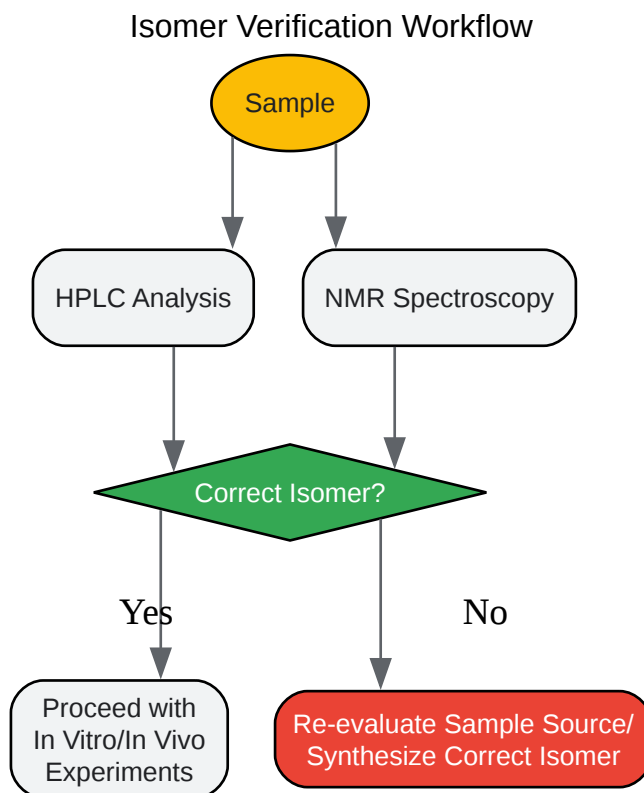 Isomer Verification Workflow
Sample
HPLC Analysis
NMR Spectroscopy
Correct Isomer?
Yes
No
Proceed with
In Vitro/In Vivo
Experiments
Re-evaluate Sample Source/
Synthesize Correct Isomer